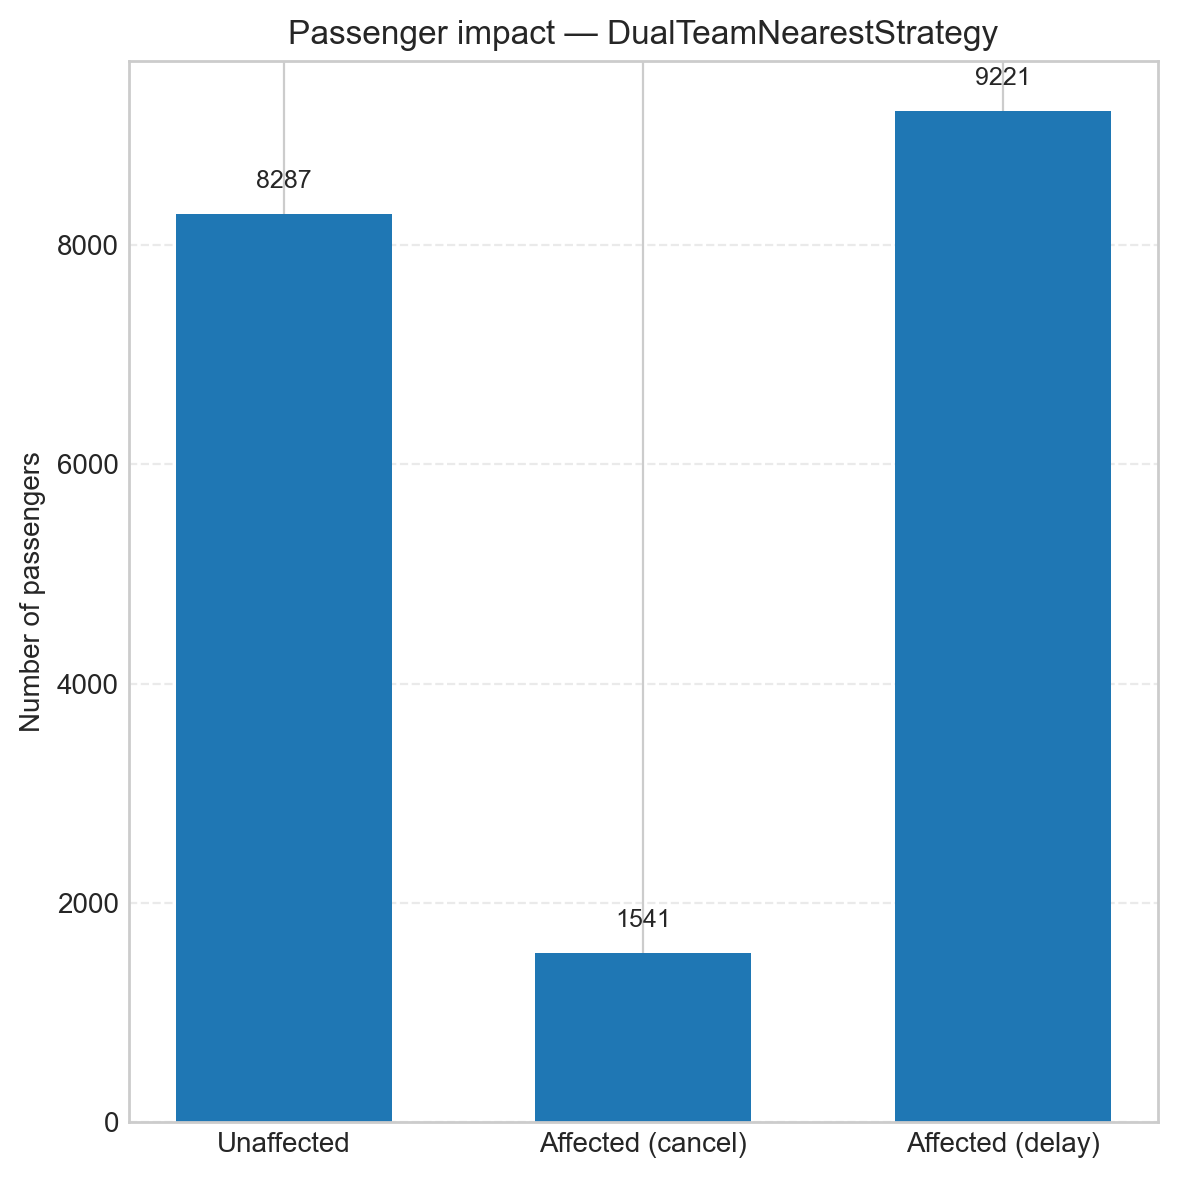 Passenger impact — DualTeamNearestStrategy
Number of passengers
8000
6000
4000
2000
0
8287
1541
9221
Unaffected
Affected (cancel)
Affected (delay)